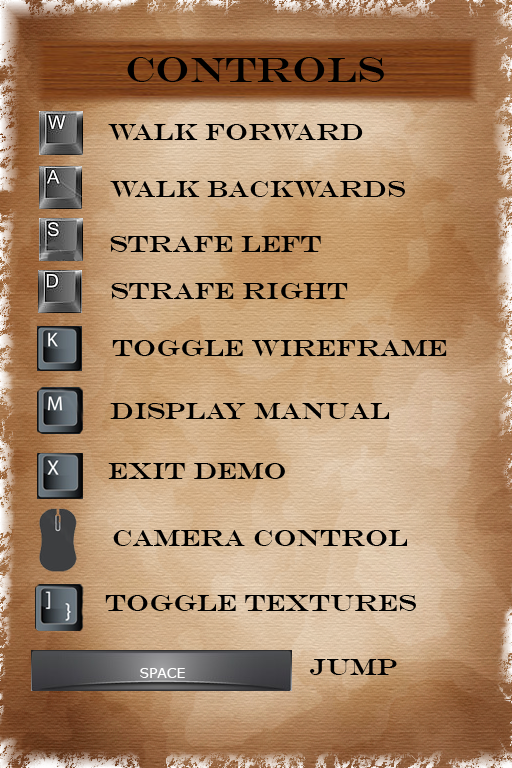 CONTROLS
W WALK FORWARD
A WALK BACKWARDS
S STRAFE LEFT
D STRAFE RIGHT
K TOGGLE WIREFRAME
M DISPLAY MANUAL
X EXIT DEMO
CAMERA CONTROL
] } TOGGLE TEXTURES
SPACE JUMP